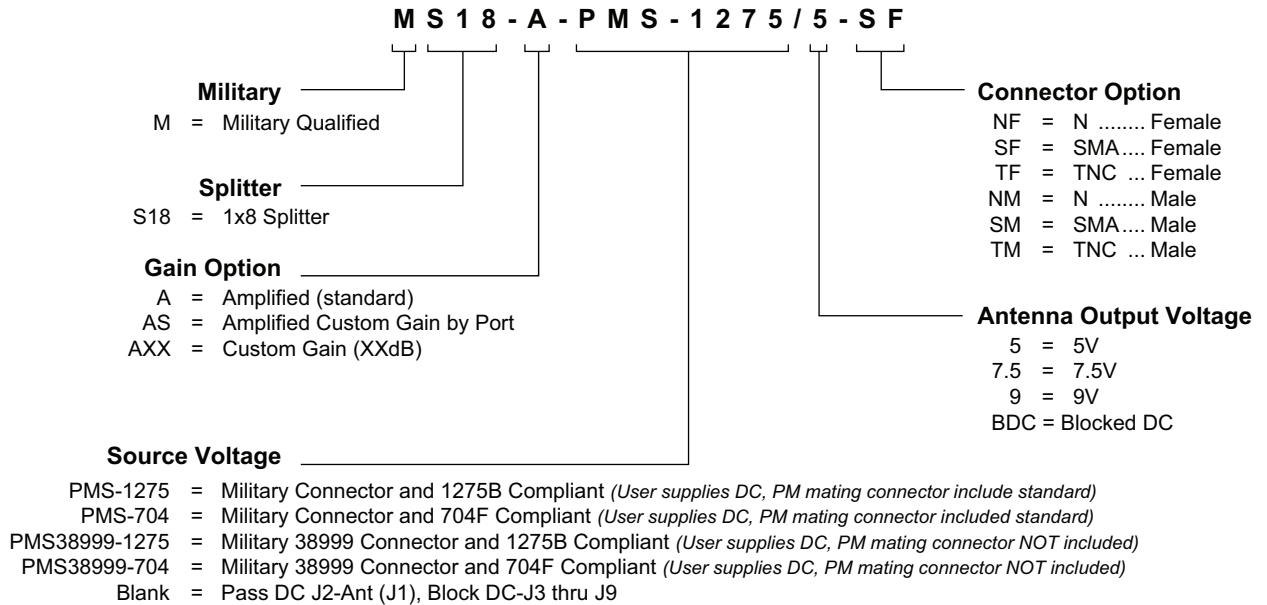 MS18-A-PMS-1275/5-SF
Military
M = Military Qualified
Splitter
S18 = 1x8 Splitter
Gain Option
A = Amplified (standard)
AS = Amplified Custom Gain by Port
AXX = Custom Gain (XXdB)
Source Voltage
PMS-1275 = Military Connector and 1275B Compliant (User supplies DC, PM mating connector include standard)
PMS-704 = Military Connector and 704F Compliant (User supplies DC, PM mating connector included standard)
PMS38999-1275 = Military 38999 Connector and 1275B Compliant (User supplies DC, PM mating connector NOT included)
PMS38999-704 = Military 38999 Connector and 704F Compliant (User supplies DC, PM mating connector NOT included)
Blank = Pass DC J2-Ant (J1), Block DC-J3 thru J9
Connector Option
NF = N ........ Female
SF = SMA.... Female
TF = TNC ... Female
NM = N ........ Male
SM = SMA.... Male
TM = TNC ... Male
Antenna Output Voltage
5 = 5V
7.5 = 7.5V
9 = 9V
BDC = Blocked DC